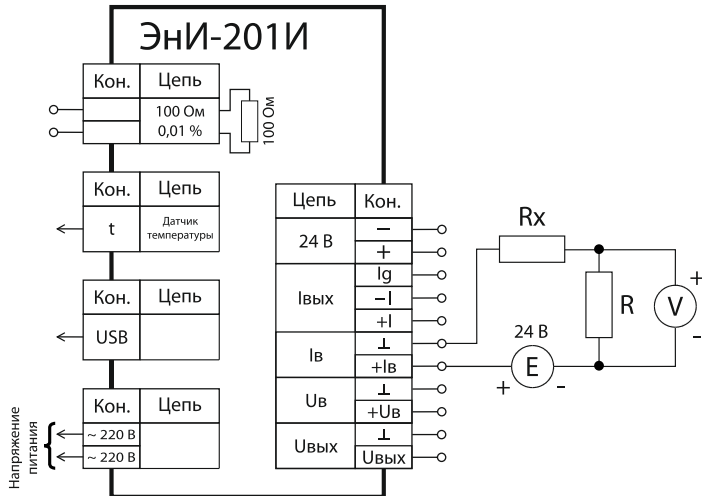 ЭнИ-201И
Кон. Цепь
100 Ом
0,01 %
100 Ом
Кон. Цепь
t Датчик
температуры
Кон. Цепь
USB
Кон. Цепь
~ 220 В
~ 220 В
Напряжение
питания
Цепь Кон.
24 В − +
Iвых Ig −I +I
Iв ⊥ +Iв
Uв ⊥ +Uв
Uвых ⊥ Uвых
Rx
R
V
+
-
24 В
E
+ -